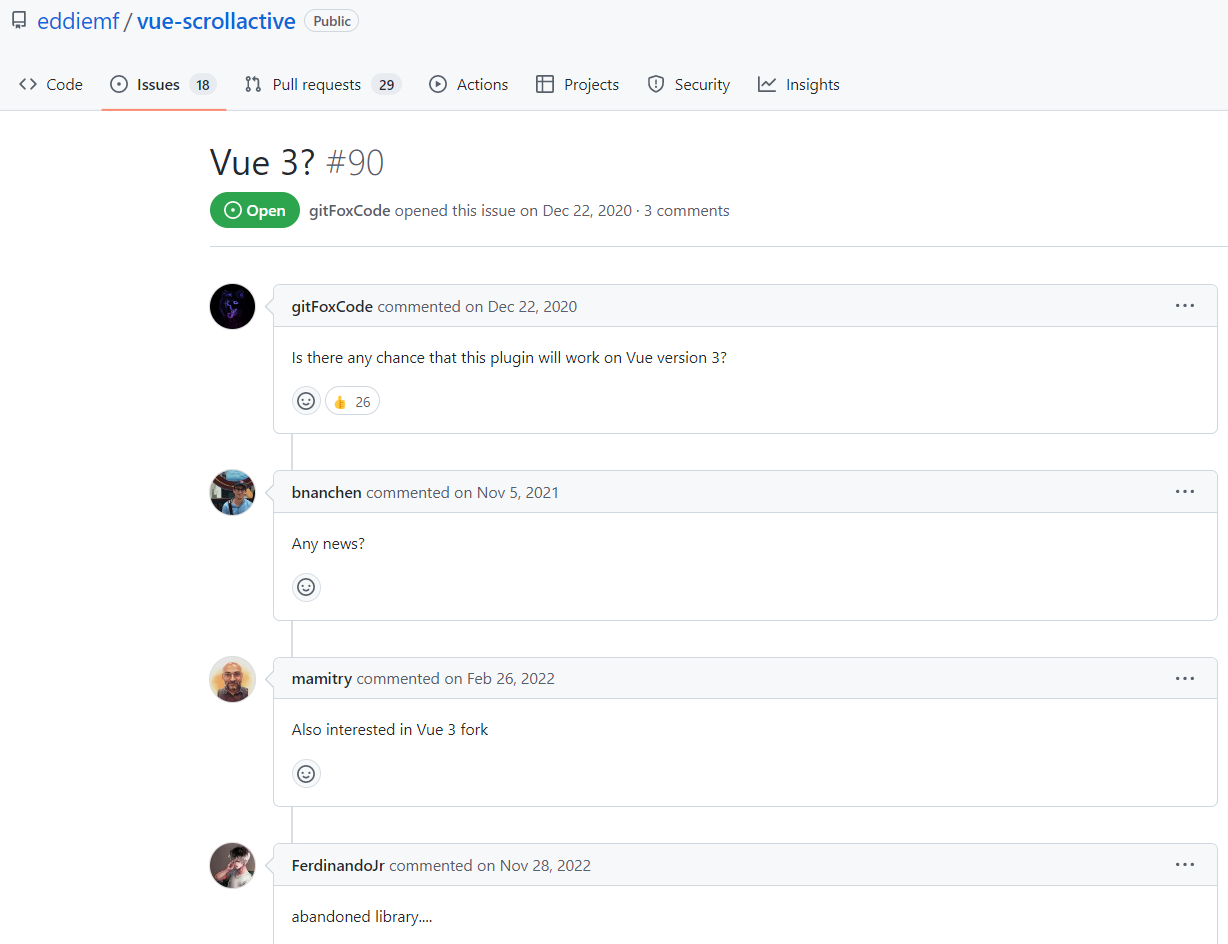 eddiemf / vue-scrollactive Public
Code Issues 18 Pull requests 29 Actions Projects Security Insights
Vue 3? #90
Open gitFoxCode opened this issue on Dec 22, 2020 · 3 comments
gitFoxCode commented on Dec 22, 2020
Is there any chance that this plugin will work on Vue version 3?
👍 26
bnanchen commented on Nov 5, 2021
Any news?
mamitry commented on Feb 26, 2022
Also interested in Vue 3 fork
FerdinandoJr commented on Nov 28, 2022
abandoned library....